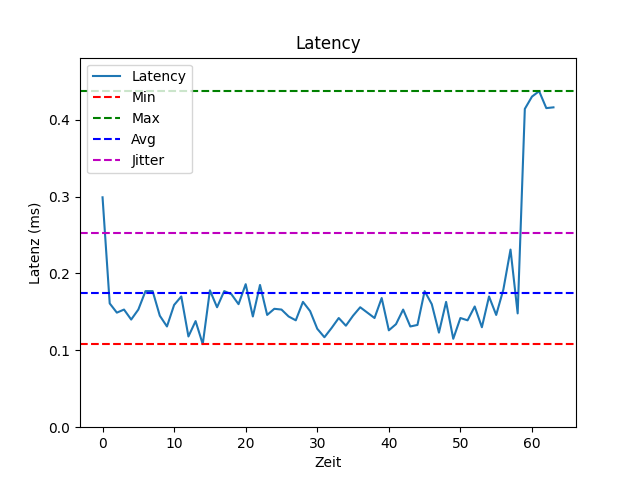 Latency
Latency
Min
Max
Avg
Jitter
Latenz (ms)
0.4
0.3
0.2
0.1
0.0
0 10 20 30 40 50 60
Zeit